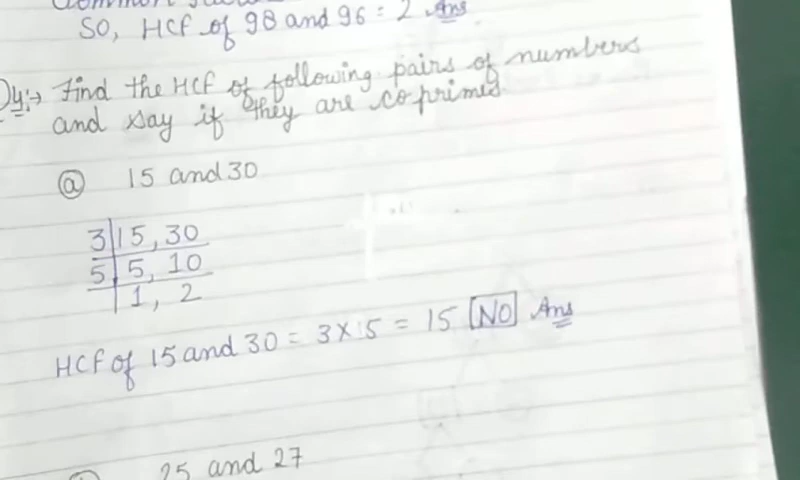 SO, HCF of 98 and 96 = 2 Ans
Q4:→ Find the HCF of following pairs of numbers
and say if they are coprimes
(a) 15 and 30
3 | 15, 30
5 | 5, 10
| 1, 2
HCF of 15 and 30 = 3 × 5 = 15 NO Ans
25 and 27